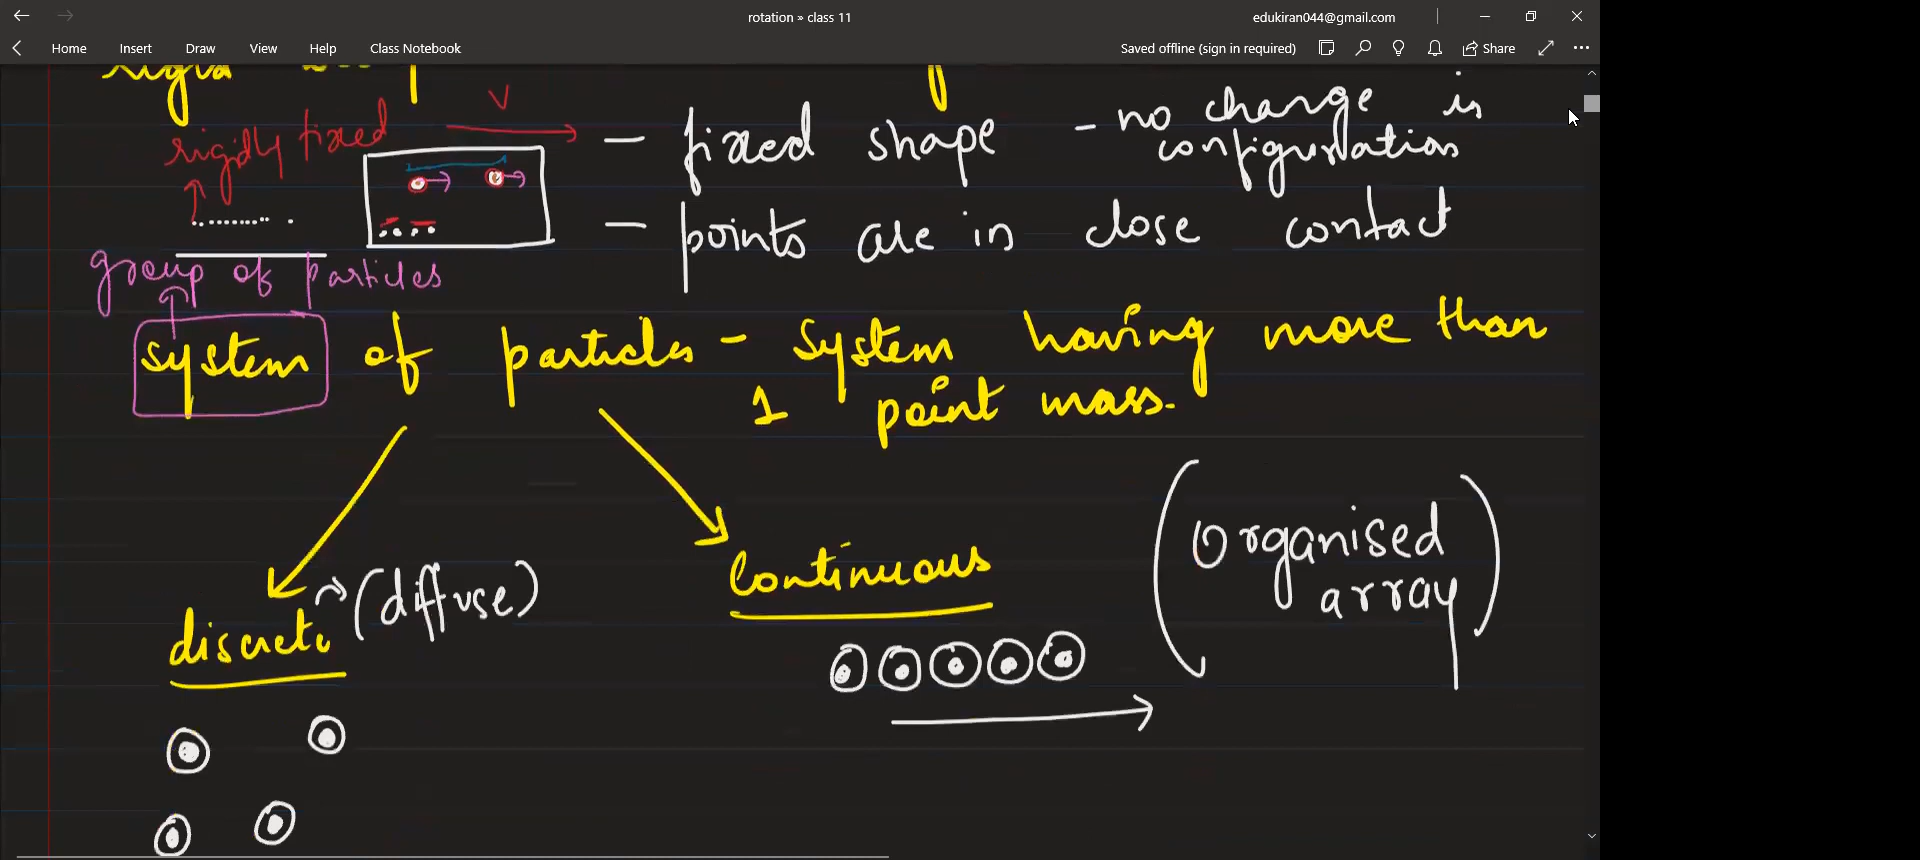 rotation » class 11
edukiran044@gmail.com
Home Insert Draw View Help Class Notebook
Saved offline (sign in required) Share
rigid
rigidly fixed
V
- fixed shape - no change is
configuration
- points are in close contact
group of particles
system of particles - System having more than
1 point mass.
discrete
(diffuse)
Continuous
(Organised
array)